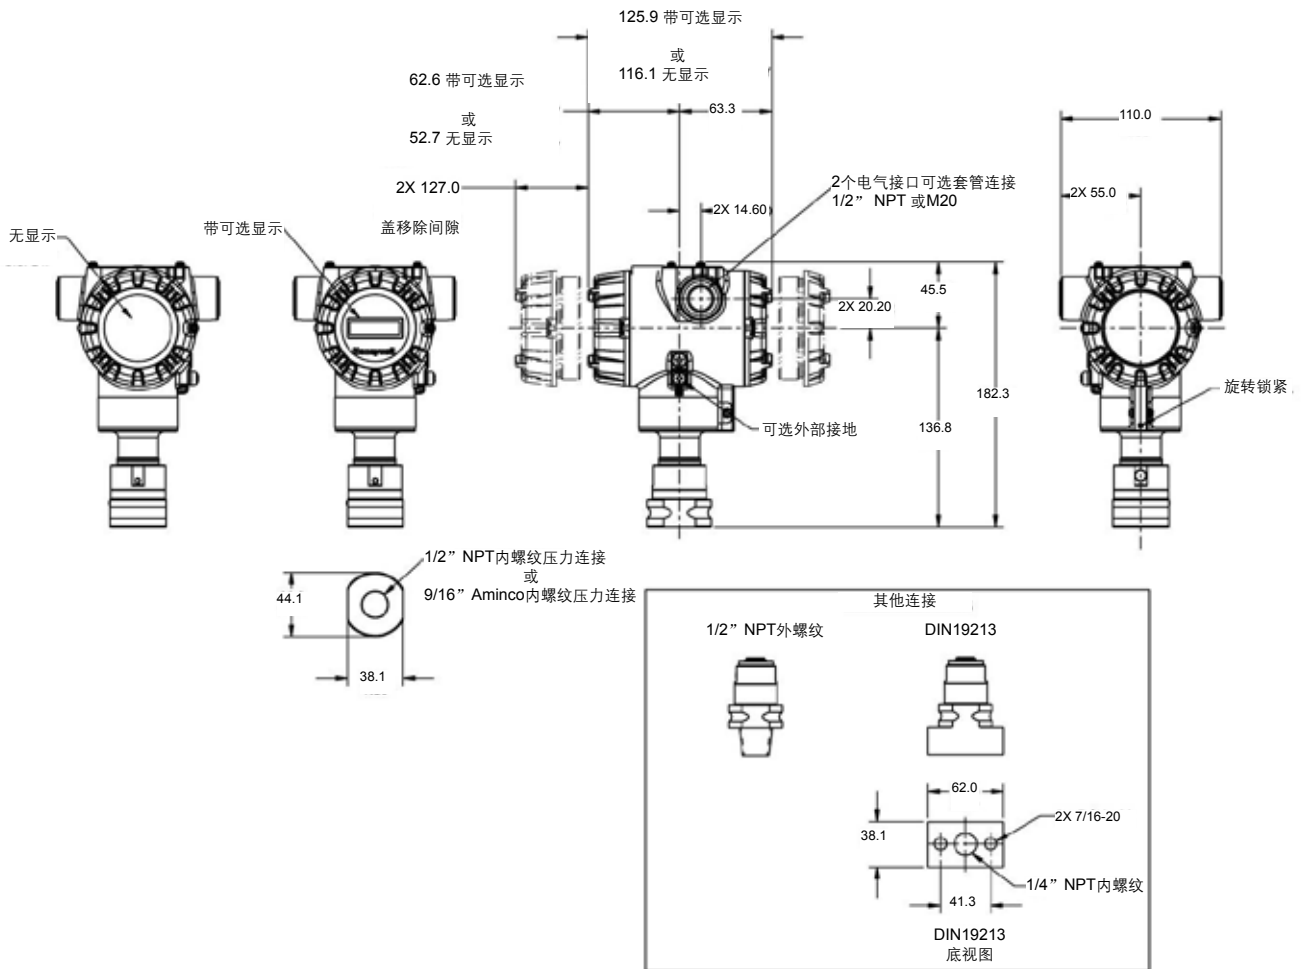 125.9 带可选显示
或
116.1 无显示
62.6 带可选显示
或
52.7 无显示
63.3
110.0
2X 127.0
盖移除间隙
2个电气接口可选套管连接
1/2” NPT 或M20
2X 14.60
2X 55.0
无显示
带可选显示
Honeywell
45.5
2X 20.20
182.3
136.8
旋转锁紧
可选外部接地
1/2” NPT内螺纹压力连接
或
9/16” Aminco内螺纹压力连接
44.1
38.1
其他连接
1/2” NPT外螺纹
DIN19213
62.0
38.1
2X 7/16-20
1/4” NPT内螺纹
41.3
DIN19213
底视图